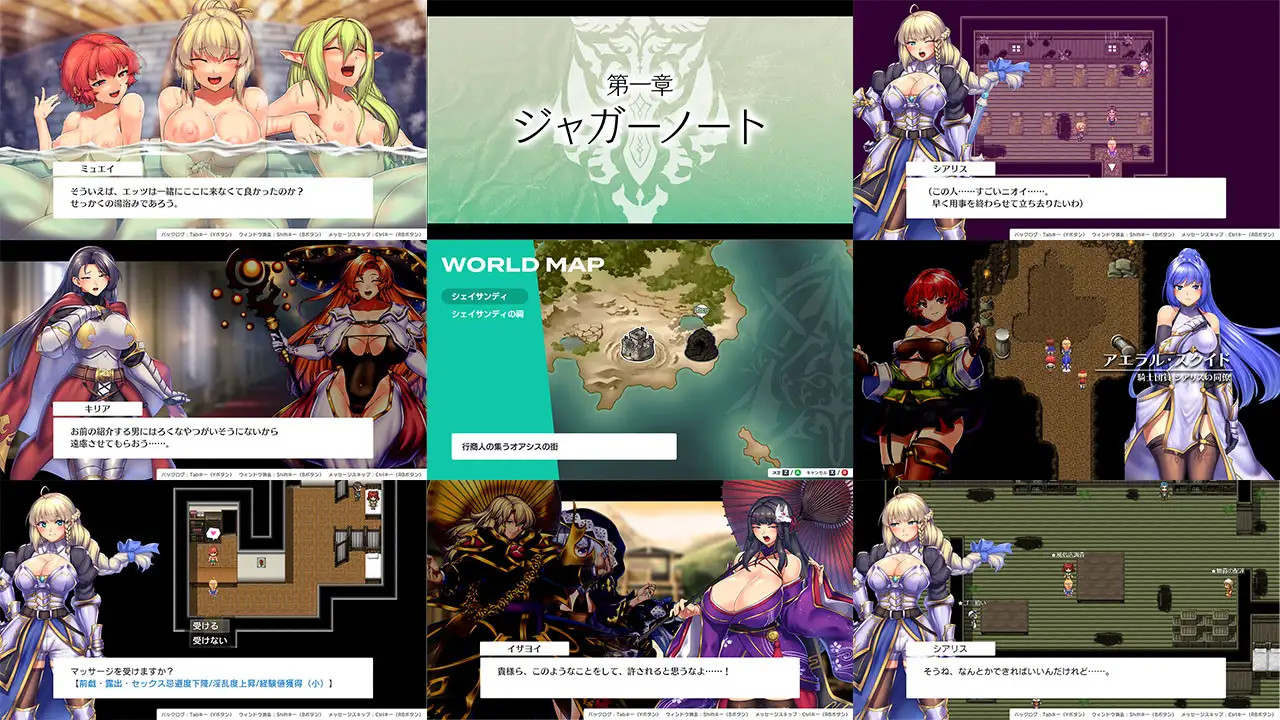 ミュエイ
そういえば、エッツは一緒にここに来なくて良かったのか？
せっかくの湯浴みであろう。
バックログ：Tabキー（Yボタン） ウィンドウ消去：Shiftキー（Bボタン） メッセージスキップ：Ctrlキー（RBボタン）
第一章
ジャガーノート
シアリス
（この人……すごいニオイ……。
早く用事を終わらせて立ち去りたいわ）
バックログ：Tabキー（Yボタン） ウィンドウ消去：Shiftキー（Bボタン） メッセージスキップ：Ctrlキー（RBボタン）
キリア
お前の紹介する男にはろくなやつがいそうにないから
遠慮させてもらおう……。
バックログ：Tabキー（Yボタン） ウィンドウ消去：Shiftキー（Bボタン） メッセージスキップ：Ctrlキー（RBボタン）
WORLD MAP
シェイサンディ
シェイサンディの祠
行商人の集うオアシスの街
決定 Z / A キャンセル X / B
アエラル・スクイド
騎士団員シアリスの同僚
受ける
受けない
マッサージを受けますか？
【前戯・露出・セックス忌避度下降/淫乱度上昇/経験値獲得（小）】
バックログ：Tabキー（Yボタン） ウィンドウ消去：Shiftキー（Bボタン） メッセージスキップ：Ctrlキー（RBボタン）
イサヨイ
貴様ら、このようなことをして、許されると思うなよ……！
バックログ：Tabキー（Yボタン） ウィンドウ消去：Shiftキー（Bボタン） メッセージスキップ：Ctrlキー（RBボタン）
★風俗店調査
★物資の配達
★ゴミ拾い
シアリス
そうね、なんとかできればいいんだけれど……。
バックログ：Tabキー（Yボタン） ウィンドウ消去：Shiftキー（Bボタン） メッセージスキップ：Ctrlキー（RBボタン）